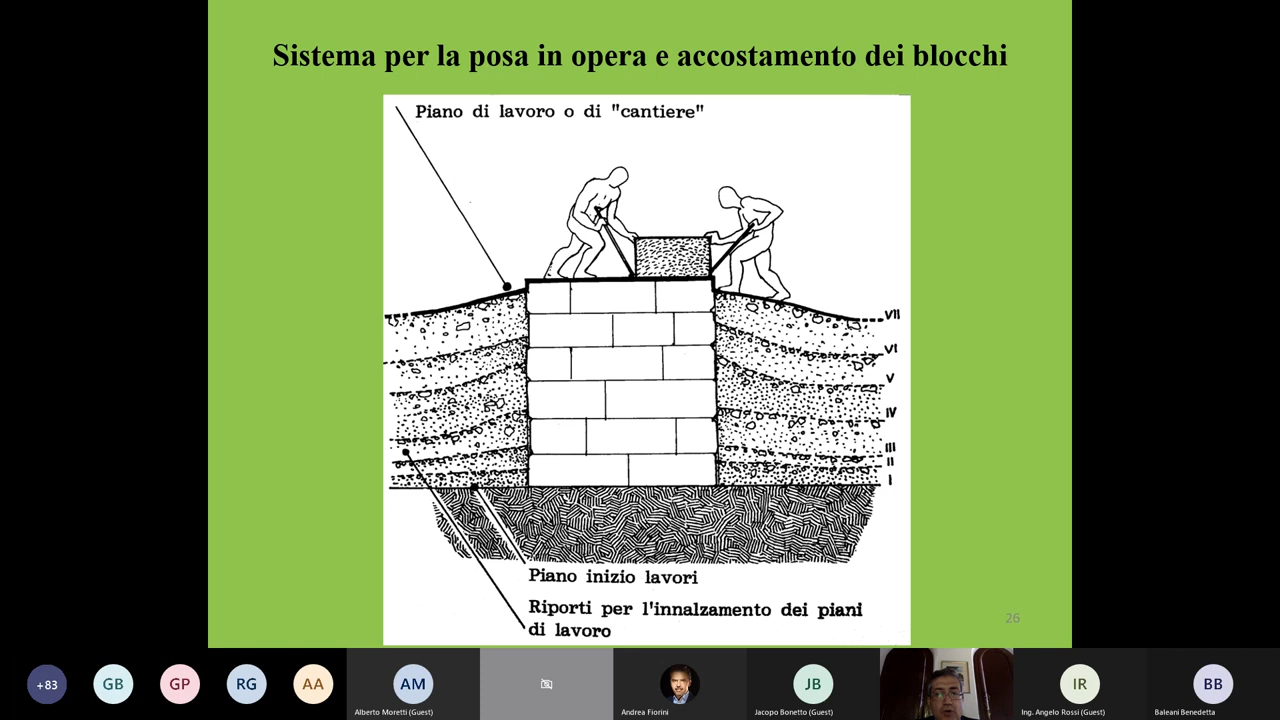 Sistema per la posa in opera e accostamento dei blocchi
Piano di lavoro o di "cantiere"
VII
VI
V
IV
III
II
I
Piano inizio lavori
Riporti per l'innalzamento dei piani
di lavoro
26
+83
GB
GP
RG
AA
AM
Alberto Moretti (Guest)
Andrea Fiorini
JB
Jacopo Bonetto (Guest)
IR
Ing. Angelo Rossi (Guest)
BB
Baleani Benedetta